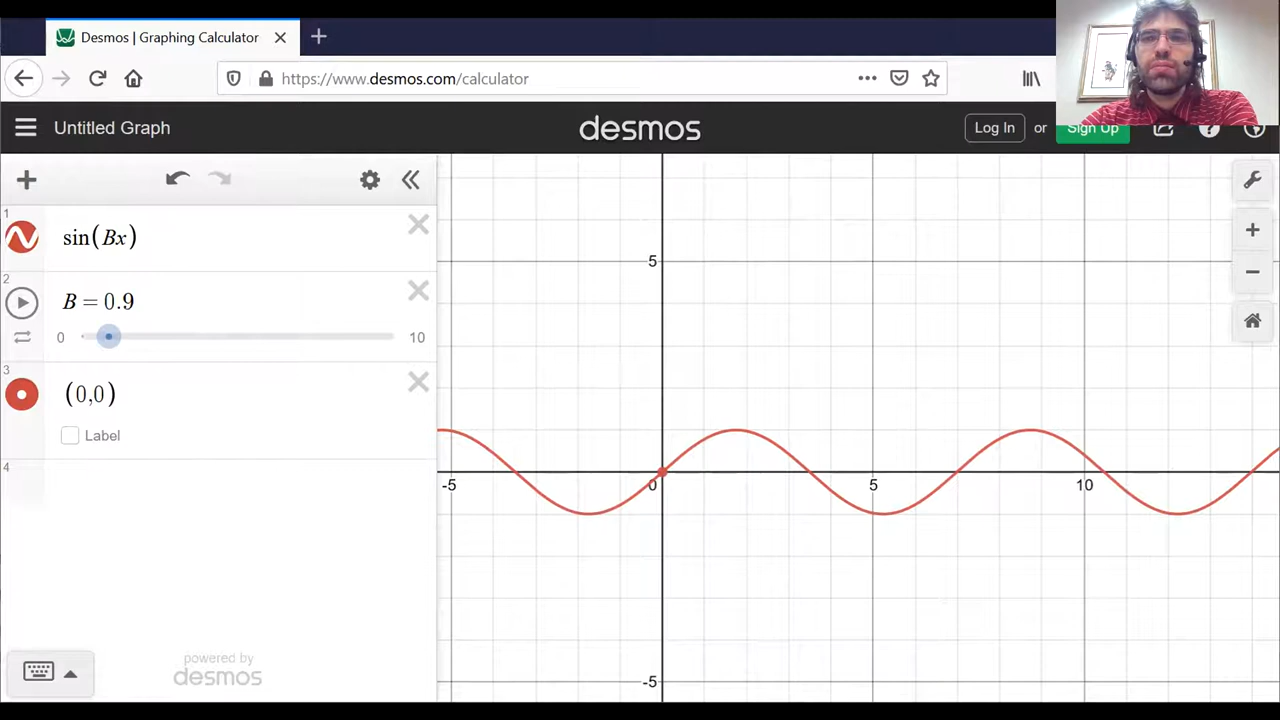 Desmos | Graphing Calculator
https://www.desmos.com/calculator
Untitled Graph
desmos
Log In or Sign Up
1
sin(Bx)
2
B = 0.9
0 10
3
(0,0)
Label
4
powered by
desmos
5
-5 0 5 10
-5